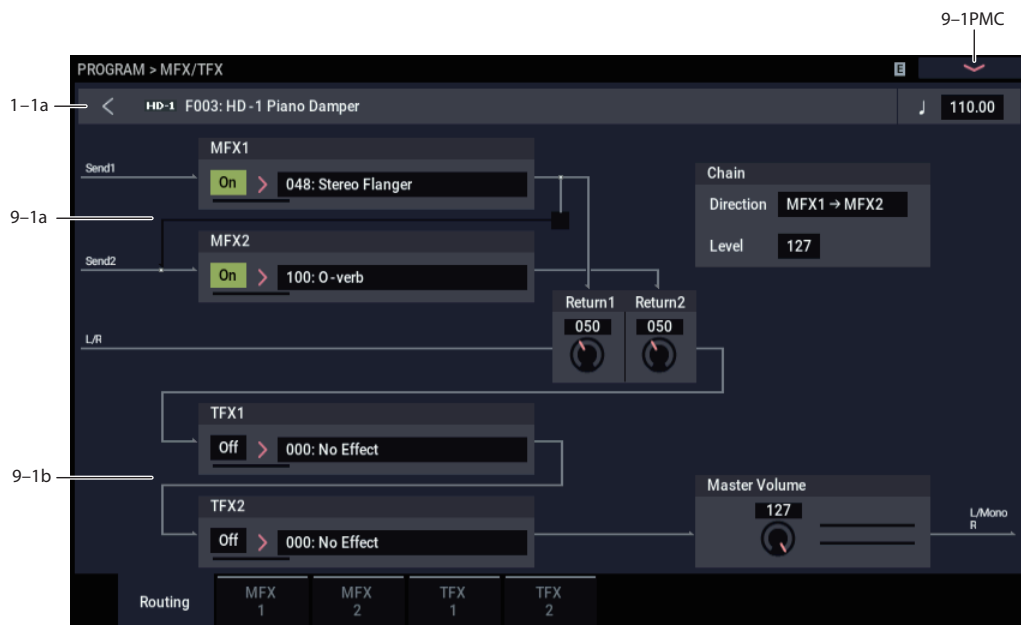 9–1PMC
PROGRAM > MFX/TFX
E
1–1a
HD-1 F003: HD-1 Piano Damper
♩ 110.00
MFX1
Send1
On > 048: Stereo Flanger
Chain
Direction MFX1→MFX2
Level 127
9–1a
MFX2
Send2
On > 100: O-verb
Return1 Return2
050 050
L/R
TFX1
Off > 000: No Effect
9–1b
TFX2
Off > 000: No Effect
Master Volume
127
L/Mono
R
Routing
MFX
1
MFX
2
TFX
1
TFX
2